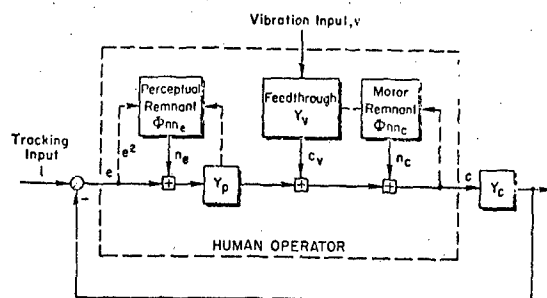 Vibration Input, v
Perceptual
Remnant
Φnne
Feedthrough
Yv
Motor
Remnant
Φnnc
Tracking
Input
e
e2
ne
+
Yp
cv
+
nc
+
c
Yc
-
HUMAN OPERATOR